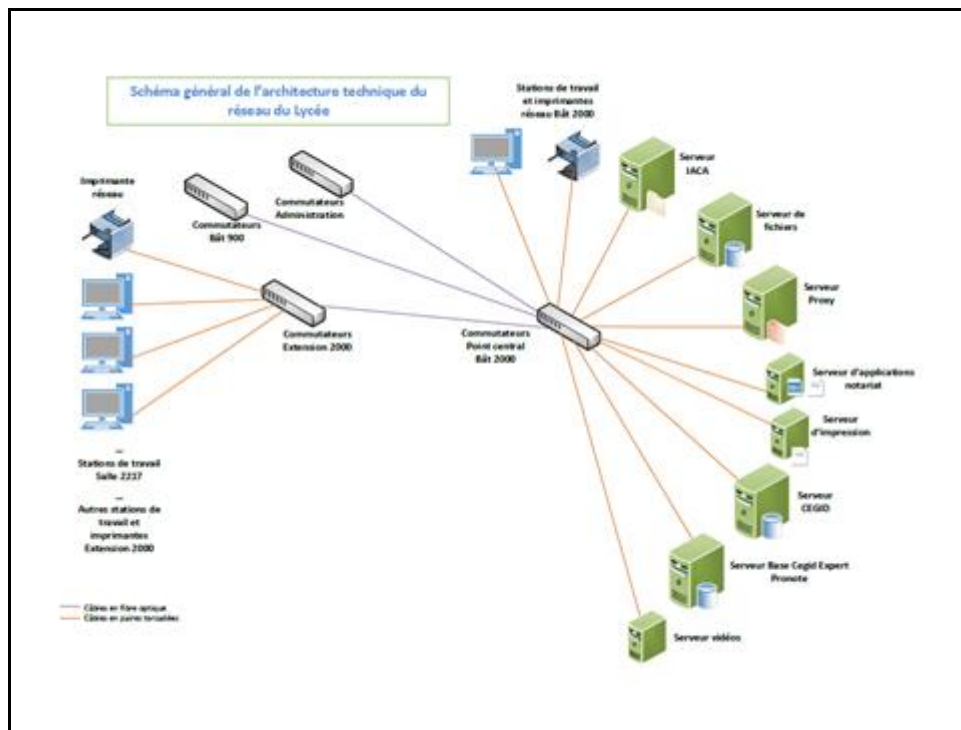 Schéma général de l'architecture technique du
réseau du Lycée
Stations de travail
et imprimantes
réseau Bât 2000
Serveur
IACA
Imprimante
réseau
Commutateurs
Administration
Commutateurs
Bât 900
Serveur de
fichiers
Serveur
Proxy
Commutateurs
Extension 2000
Commutateurs
Point central
Bât 2000
Serveur d'applications
notariat
Serveur
d'impression
Stations de travail
Salle 2217
Autres stations de
travail et
imprimantes
Extension 2000
Serveur
CEGID
Serveur Base Cegid Expert
Pronote
Serveur vidéos
Câbles en fibre optique
Câbles en paires torsadées